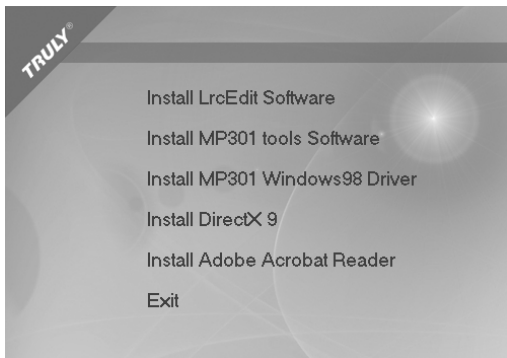 TRULY®
Install LrcEdit Software
Install MP301 tools Software
Install MP301 Windows98 Driver
Install DirectX 9
Install Adobe Acrobat Reader
Exit